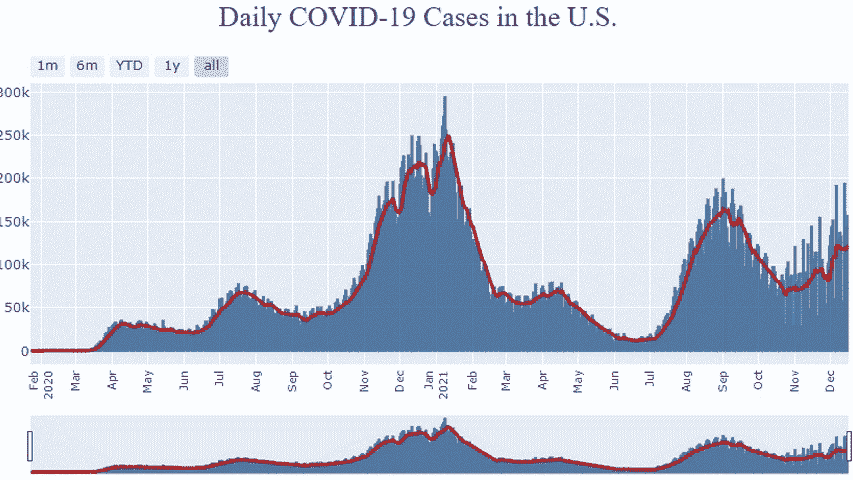 Daily COVID-19 Cases in the U.S.
1m 6m YTD 1y all
300k
250k
200k
150k
100k
50k
0
Feb Mar Apr May Jun Jul Aug Sep Oct Nov Dec Jan Feb Mar Apr May Jun Jul Aug Sep Oct Nov Dec
2020 2021